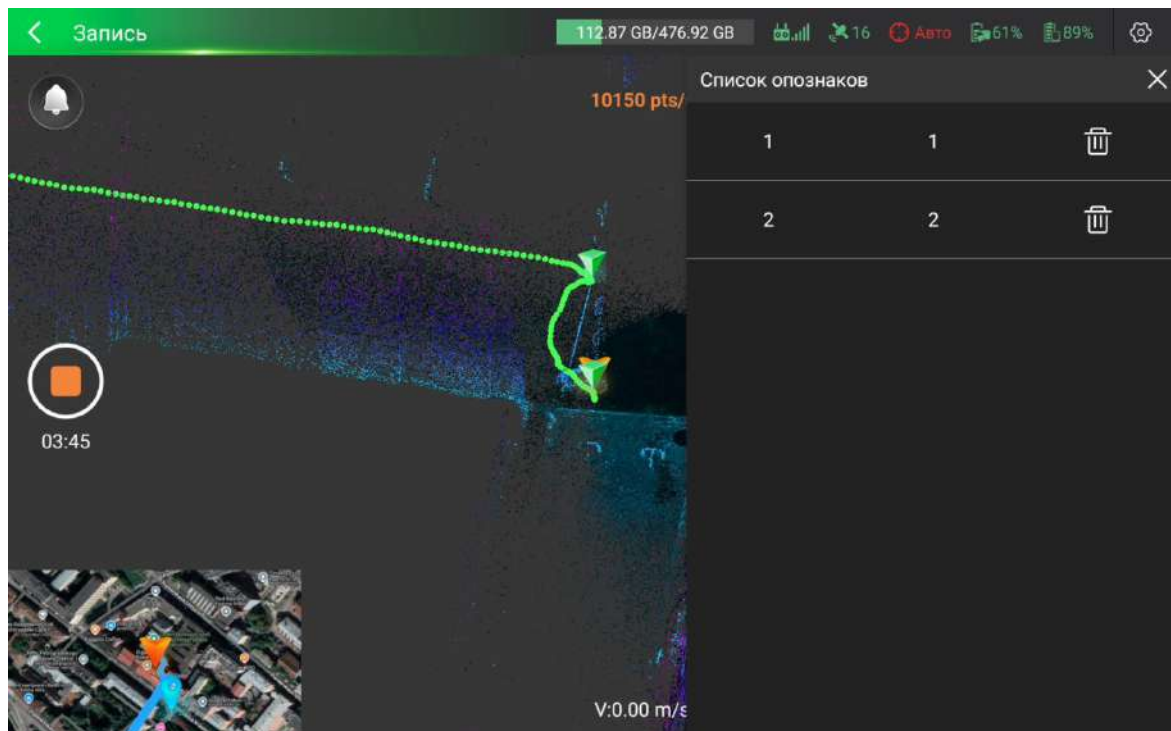 Запись
112.87 GB/476.92 GB
16
Авто
61%
89%
10150 pts/
Список опознаков
1 1
2 2
03:45
V:0.00 m/s